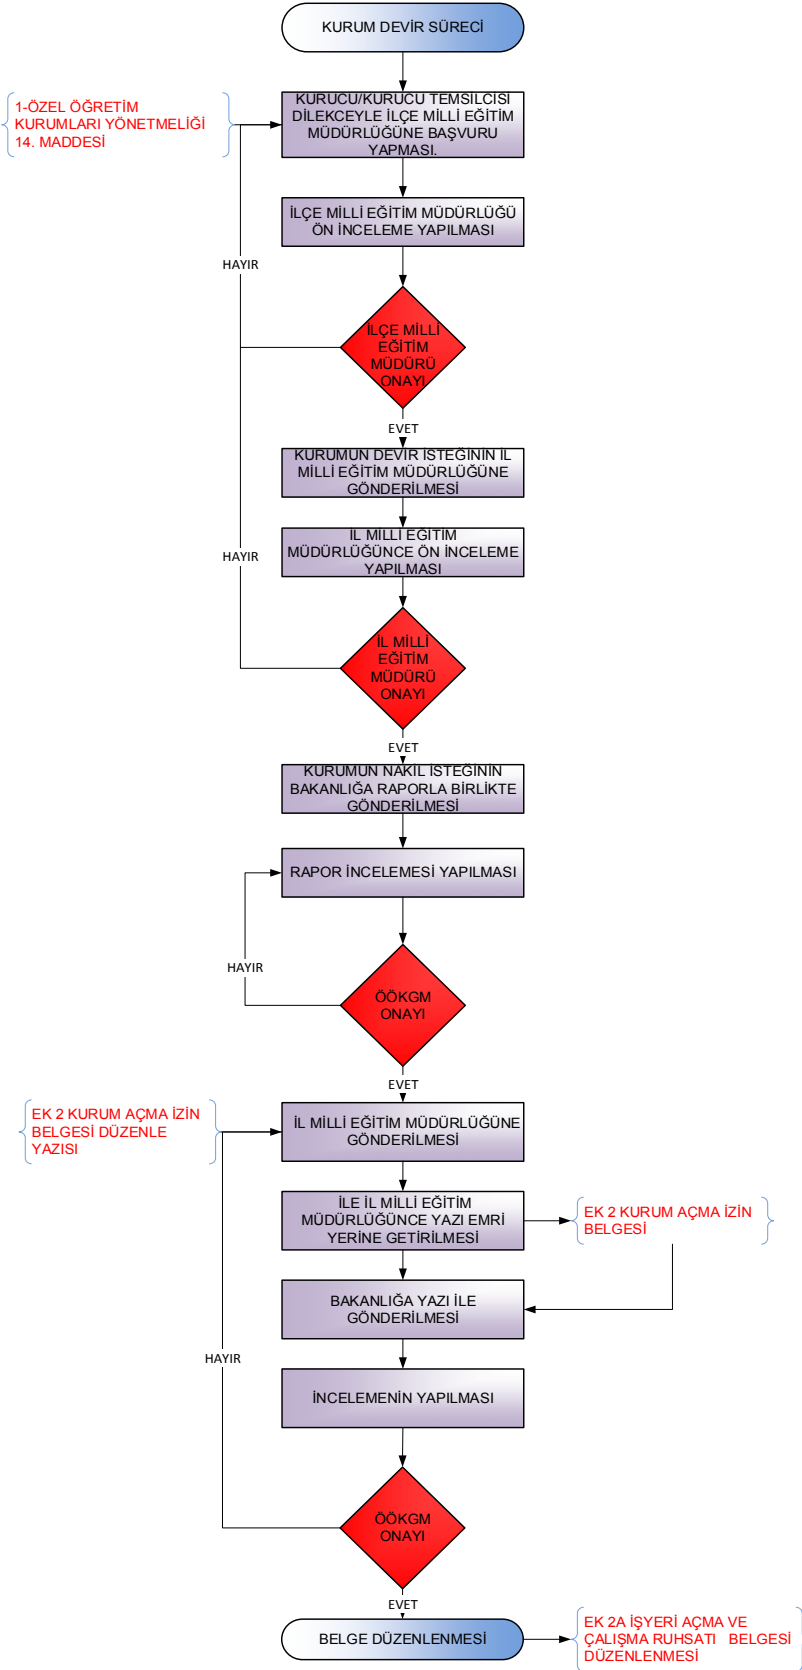 KURUM DEVİR SÜRECİ
1-ÖZEL ÖĞRETİM
KURUMLARI YÖNETMELİĞİ
14. MADDESİ
KURUCU/KURUCU TEMSİLCİSİ
DİLEKCEYLE İLÇE MİLLİ EĞİTİM
MÜDÜRLÜĞÜNE BAŞVURU
YAPMASI.
İLÇE MİLLİ EĞİTİM MÜDÜRLÜĞÜ
ÖN İNCELEME YAPILMASI
HAYIR
İLÇE MİLLİ
EĞİTİM
MÜDÜRÜ
ONAYI
EVET
KURUMUN DEVİR İSTEĞİNİN İL
MİLLİ EĞİTİM MÜDÜRLÜĞÜNE
GÖNDERİLMESİ
İL MİLLİ EĞİTİM
MÜDÜRLÜĞÜNCE ÖN İNCELEME
YAPILMASI
HAYIR
İL MİLLİ
EĞİTİM
MÜDÜRÜ
ONAYI
EVET
KURUMUN NAKİL İSTEĞİNİN
BAKANLIĞA RAPORLA BİRLİKTE
GÖNDERİLMESİ
RAPOR İNCELEMESİ YAPILMASI
HAYIR
ÖÖKGM
ONAYI
EVET
EK 2 KURUM AÇMA İZİN
BELGESİ DÜZENLE
YAZISI
İL MİLLİ EĞİTİM MÜDÜRLÜĞÜNE
GÖNDERİLMESİ
İLE İL MİLLİ EĞİTİM
MÜDÜRLÜĞÜNCE YAZI EMRİ
YERİNE GETİRİLMESİ
EK 2 KURUM AÇMA İZİN
BELGESİ
BAKANLIĞA YAZI İLE
GÖNDERİLMESİ
HAYIR
İNCELEMENİN YAPILMASI
ÖÖKGM
ONAYI
EVET
BELGE DÜZENLENMESİ
EK 2A İŞYERİ AÇMA VE
ÇALIŞMA RUHSATI BELGESİ
DÜZENLENMESİ